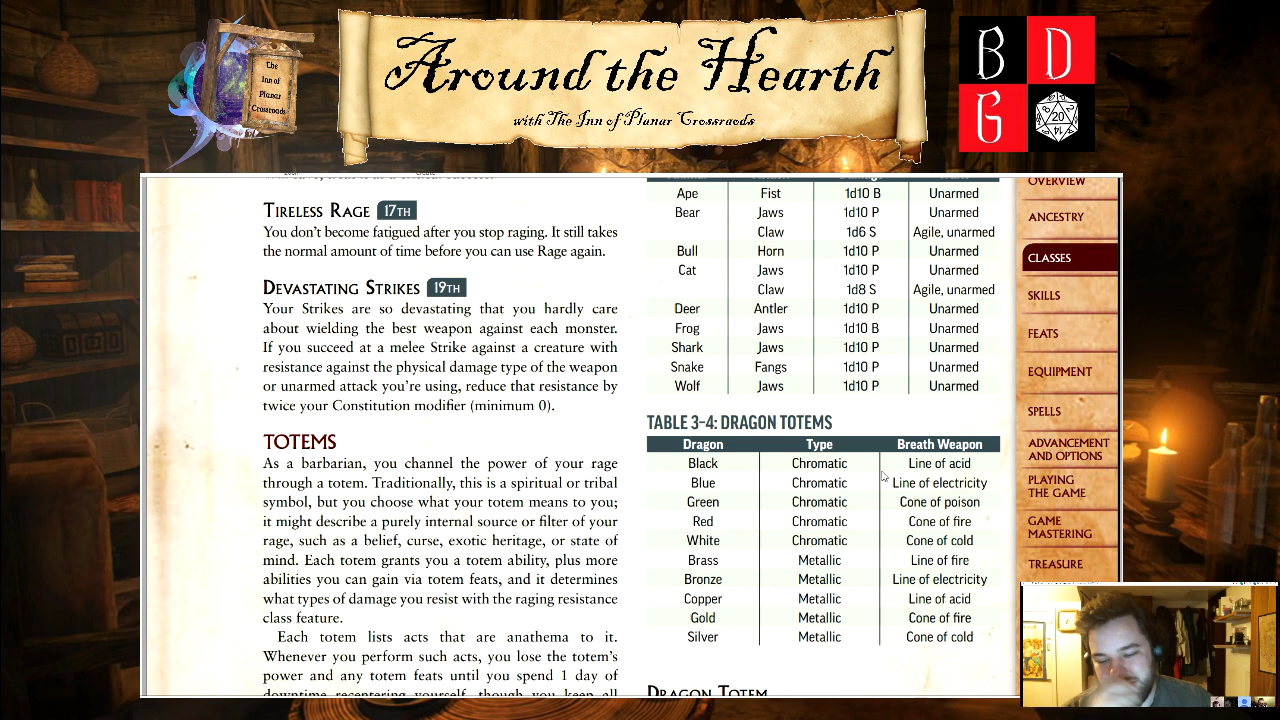 The
Inn of
Planar
Crossroads
Around the Hearth
with The Inn of Planar Crossroads
B D
G 20
TIRELESS RAGE 17TH
You don't become fatigued after you stop raging. It still takes
the normal amount of time before you can use Rage again.
DEVASTATING STRIKES 19TH
Your Strikes are so devastating that you hardly care
about wielding the best weapon against each monster.
If you succeed at a melee Strike against a creature with
resistance against the physical damage type of the weapon
or unarmed attack you're using, reduce that resistance by
twice your Constitution modifier (minimum 0).
TOTEMS
As a barbarian, you channel the power of your rage
through a totem. Traditionally, this is a spiritual or tribal
symbol, but you choose what your totem means to you;
it might describe a purely internal source or filter of your
rage, such as a belief, curse, exotic heritage, or state of
mind. Each totem grants you a totem ability, plus more
abilities you can gain via totem feats, and it determines
what types of damage you resist with the raging resistance
class feature.
Each totem lists acts that are anathema to it.
Whenever you perform such acts, you lose the totem's
power and any totem feats until you spend 1 day of
downtime recentering yourself, though you keep all
Ape Fist 1d10 B Unarmed
Bear Jaws 1d10 P Unarmed
Claw 1d6 S Agile, unarmed
Bull Horn 1d10 P Unarmed
Cat Jaws 1d10 P Unarmed
Claw 1d8 S Agile, unarmed
Deer Antler 1d10 P Unarmed
Frog Jaws 1d10 B Unarmed
Shark Jaws 1d10 P Unarmed
Snake Fangs 1d10 P Unarmed
Wolf Jaws 1d10 P Unarmed
TABLE 3-4: DRAGON TOTEMS
Dragon Type Breath Weapon
Black Chromatic Line of acid
Blue Chromatic Line of electricity
Green Chromatic Cone of poison
Red Chromatic Cone of fire
White Chromatic Cone of cold
Brass Metallic Line of fire
Bronze Metallic Line of electricity
Copper Metallic Line of acid
Gold Metallic Cone of fire
Silver Metallic Cone of cold
DRAGON TOTEM
OVERVIEW
ANCESTRY
CLASSES
SKILLS
FEATS
EQUIPMENT
SPELLS
ADVANCEMENT
AND OPTIONS
PLAYING
THE GAME
GAME
MASTERING
TREASURE